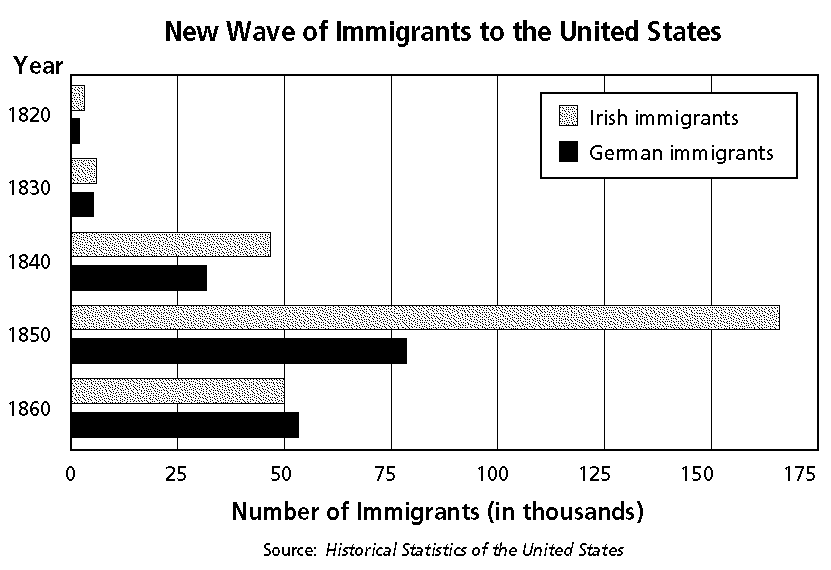 New Wave of Immigrants to the United States
Year
Irish immigrants
German immigrants
1820
1830
1840
1850
1860
0 25 50 75 100 125 150 175
Number of Immigrants (in thousands)
Source: Historical Statistics of the United States